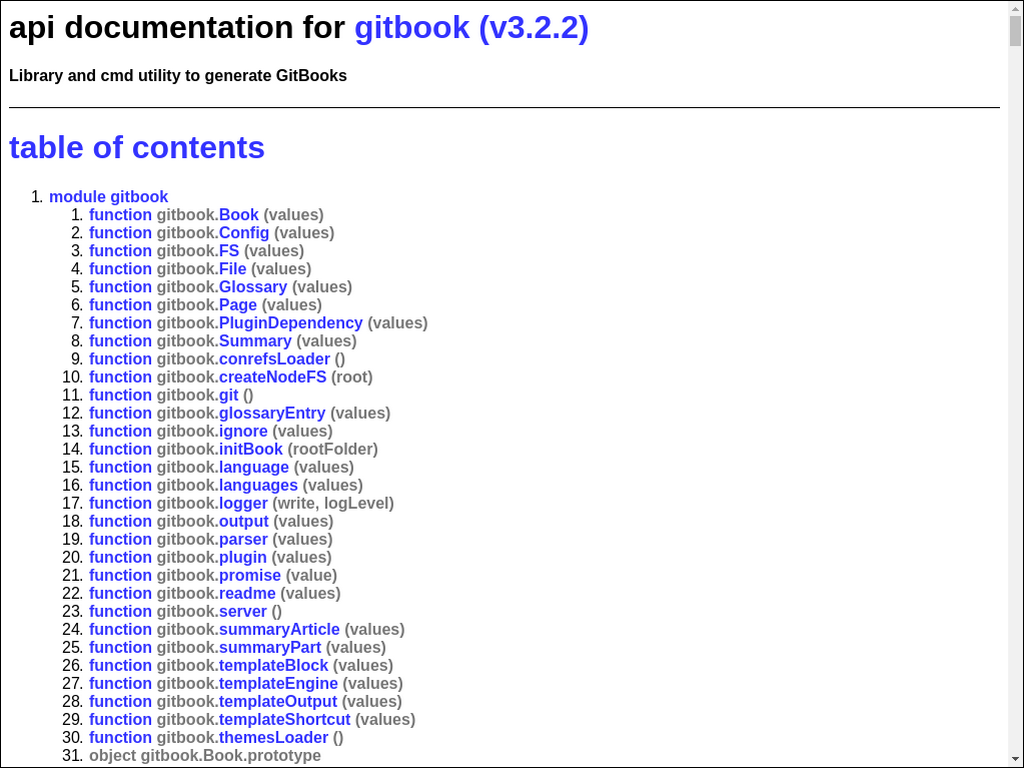 api documentation for gitbook (v3.2.2)
Library and cmd utility to generate GitBooks
table of contents
1. module gitbook
1. function gitbook.Book (values)
2. function gitbook.Config (values)
3. function gitbook.FS (values)
4. function gitbook.File (values)
5. function gitbook.Glossary (values)
6. function gitbook.Page (values)
7. function gitbook.PluginDependency (values)
8. function gitbook.Summary (values)
9. function gitbook.conrefsLoader ()
10. function gitbook.createNodeFS (root)
11. function gitbook.git ()
12. function gitbook.glossaryEntry (values)
13. function gitbook.ignore (values)
14. function gitbook.initBook (rootFolder)
15. function gitbook.language (values)
16. function gitbook.languages (values)
17. function gitbook.logger (write, logLevel)
18. function gitbook.output (values)
19. function gitbook.parser (values)
20. function gitbook.plugin (values)
21. function gitbook.promise (value)
22. function gitbook.readme (values)
23. function gitbook.server ()
24. function gitbook.summaryArticle (values)
25. function gitbook.summaryPart (values)
26. function gitbook.templateBlock (values)
27. function gitbook.templateEngine (values)
28. function gitbook.templateOutput (values)
29. function gitbook.templateShortcut (values)
30. function gitbook.themesLoader ()
31. object gitbook.Book.prototype